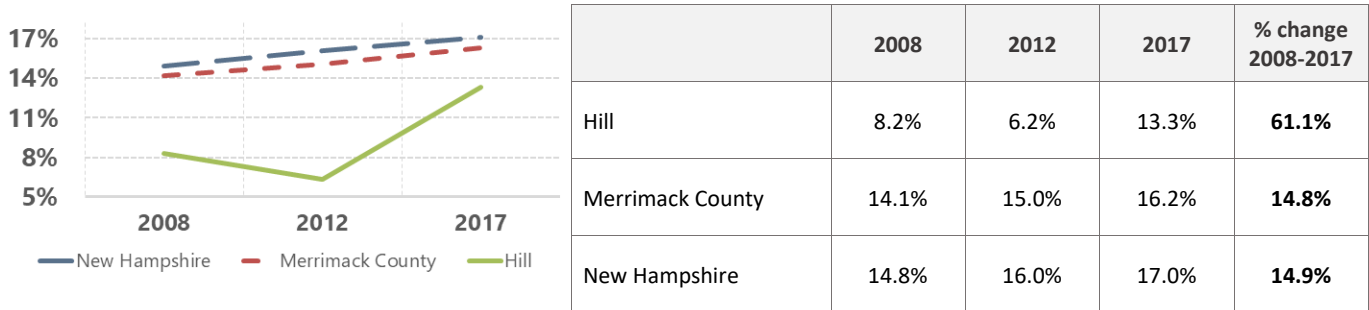 17%
14%
11%
8%
5%
2008 2012 2017
New Hampshire Merrimack County Hill
2008 2012 2017 % change
2008-2017
Hill 8.2% 6.2% 13.3% 61.1%
Merrimack County 14.1% 15.0% 16.2% 14.8%
New Hampshire 14.8% 16.0% 17.0% 14.9%